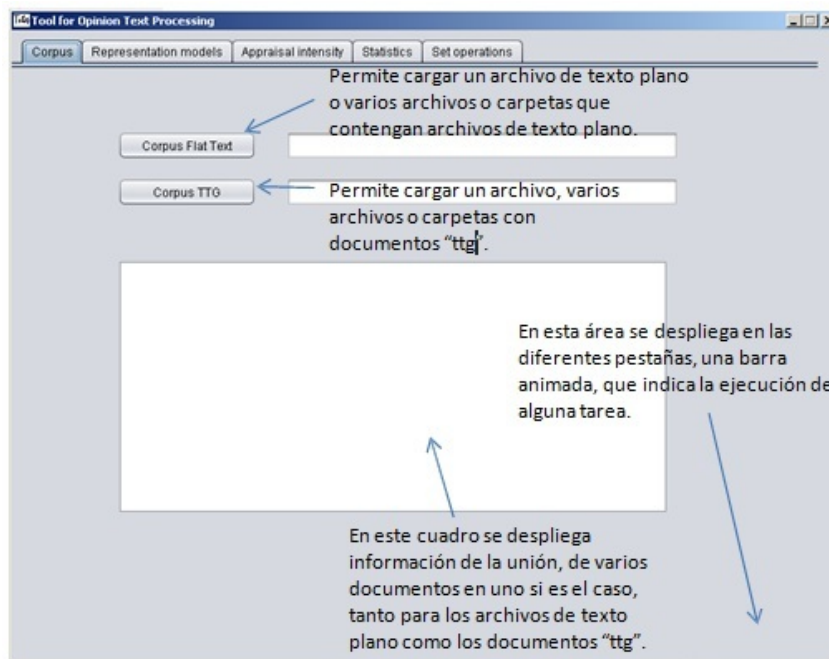 Tool for Opinion Text Processing
Corpus Representation models Appraisal intensity Statistics Set operations
Permite cargar un archivo de texto plano
o varios archivos o carpetas que
contengan archivos de texto plano.
Corpus Flat Text
Corpus TTG
Permite cargar un archivo, varios
archivos o carpetas con
documentos “ttg”.
En esta área se despliega en las
diferentes pestañas, una barra
animada, que indica la ejecución de
alguna tarea.
En este cuadro se despliega
información de la unión, de varios
documentos en uno si es el caso,
tanto para los archivos de texto
plano como los documentos “ttg”.